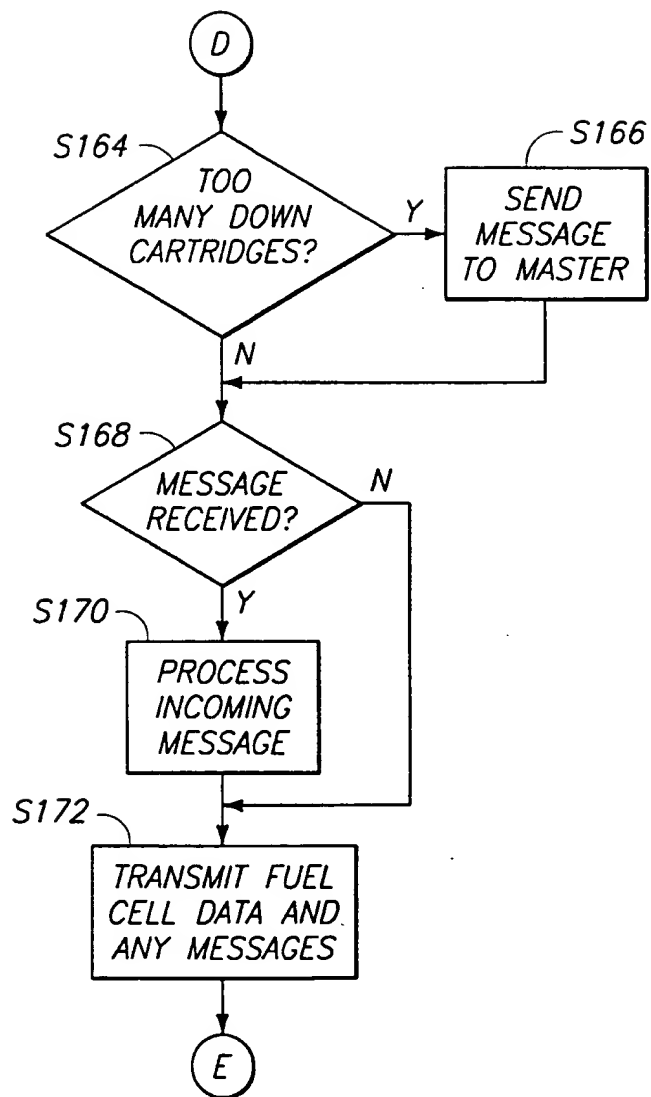 D
S164
TOO
MANY DOWN
CARTRIDGES?
Y
S166
SEND
MESSAGE
TO MASTER
N
S168
MESSAGE
RECEIVED?
N
Y
S170
PROCESS
INCOMING
MESSAGE
S172
TRANSMIT FUEL
CELL DATA AND
ANY MESSAGES
E